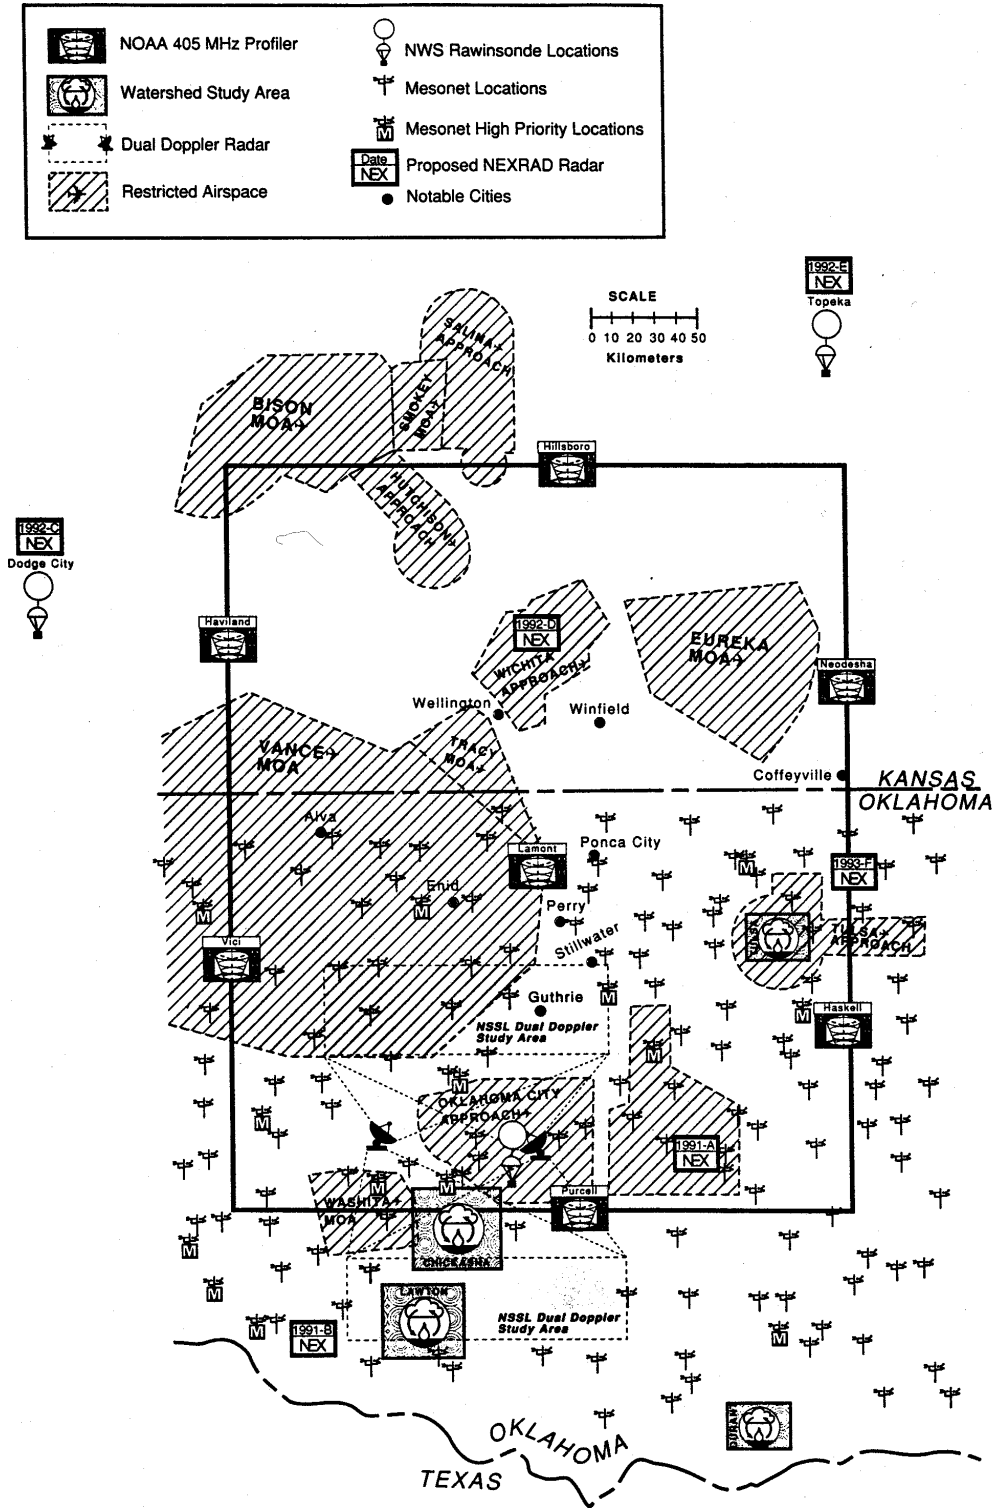 NOAA 405 MHz Profiler
Watershed Study Area
Dual Doppler Radar
Restricted Airspace
NWS Rawinsonde Locations
Mesonet Locations
M
Mesonet High Priority Locations
Date
NEX
Proposed NEXRAD Radar
Notable Cities
1992-E
NEX
Topeka
SCALE
0 10 20 30 40 50
Kilometers
SALINA
APPROACH
BISON
MOA
SMOKEY
MOA
Hillsboro
HUTCHISON
APPROACH
1992-C
NEX
Dodge City
Haviland
1992-D
NEX
WICHITA
APPROACH
EUREKA
MOA
Neodesha
Wellington
Winfield
VANCE
MOA
TRACY
MOA
Coffeyville
KANSAS
OKLAHOMA
Alva
Lamont
Ponca City
M
1993-F
NEX
Enid
M
M
Perry
TULSA
TULSA
APPROACH
Vici
Stillwater
M
Guthrie
M
Haskell
NSSL Dual Doppler
Study Area
M
M
OKLAHOMA CITY
APPROACH
M
1991-A
NEX
M
M
WASHITA
MOA
Purcell
M
CHICKASHA
M
LAWTON
NSSL Dual Doppler
Study Area
M
1991-B
NEX
M
DURANT
OKLAHOMA
TEXAS